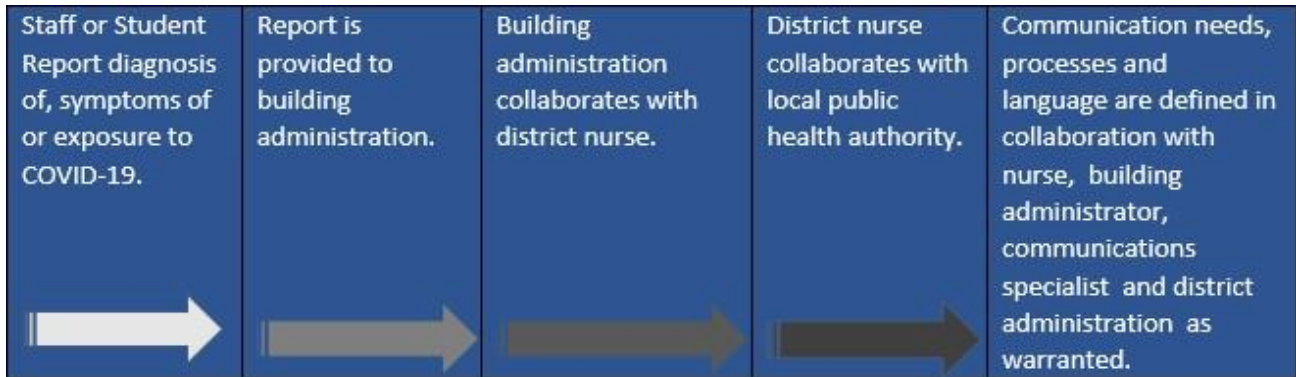 Staff or Student
Report diagnosis
of, symptoms of
or exposure to
COVID-19.
Report is
provided to
building
administration.
Building
administration
collaborates with
district nurse.
District nurse
collaborates with
local public
health authority.
Communication needs,
processes and
language are defined in
collaboration with
nurse, building
administrator,
communications
specialist and district
administration as
warranted.